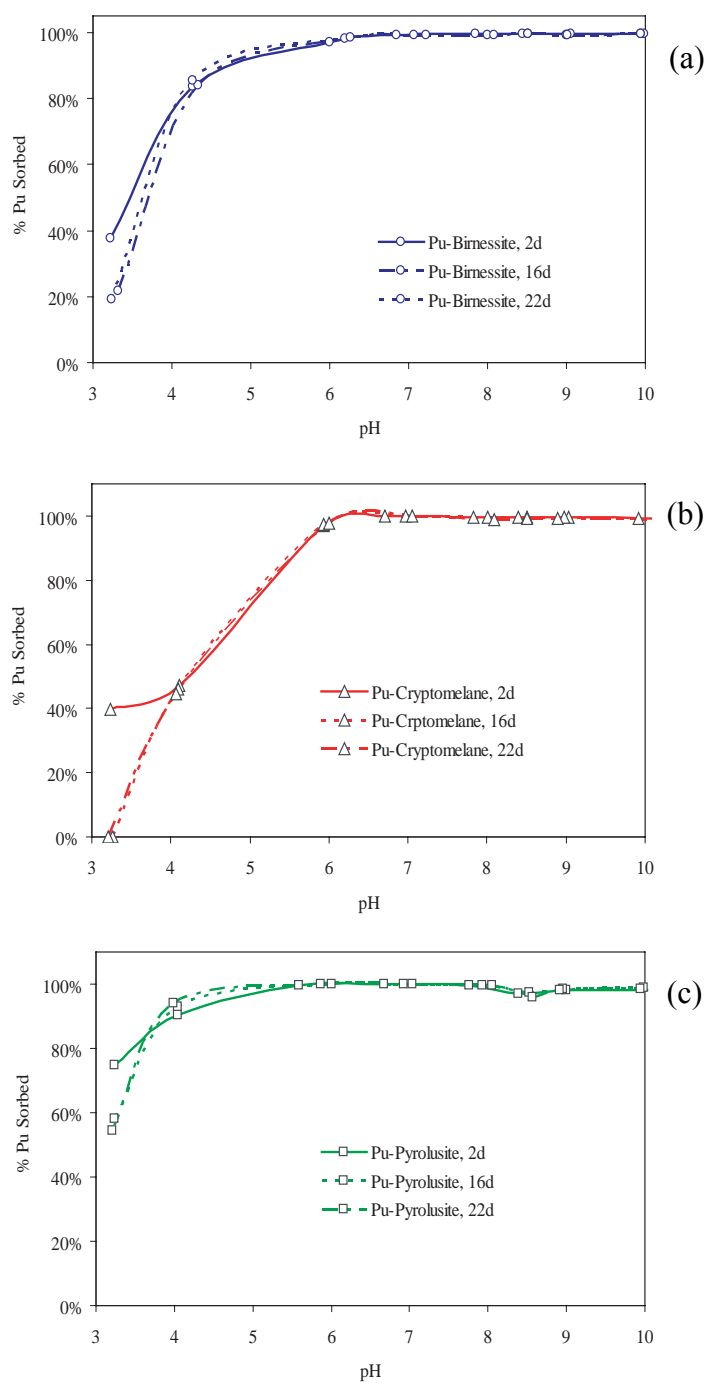 100%
80%
60%
40%
20%
0%
% Pu Sorbed
(a)
Pu-Birnessite, 2d
Pu-Birnessite, 16d
Pu-Birnessite, 22d
3 4 5 6 7 8 9 10
pH
100%
80%
60%
40%
20%
0%
% Pu Sorbed
(b)
Pu-Cryptomelane, 2d
Pu-Crptomelane, 16d
Pu-Cryptomelane, 22d
3 4 5 6 7 8 9 10
pH
100%
80%
60%
40%
20%
0%
% Pu Sorbed
(c)
Pu-Pyrolusite, 2d
Pu-Pyrolusite, 16d
Pu-Pyrolusite, 22d
3 4 5 6 7 8 9 10
pH